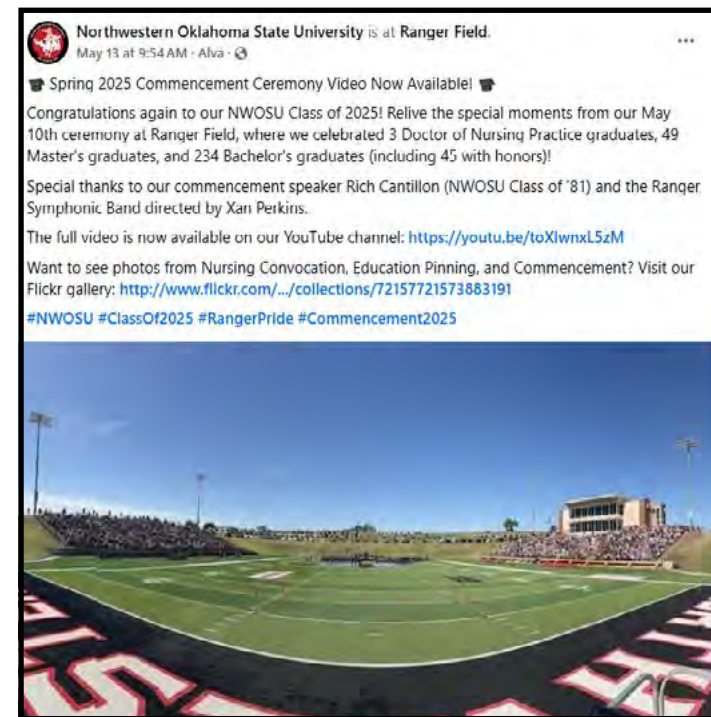 Northwestern Oklahoma State University is at Ranger Field.
May 13 at 9:54 AM · Alva ·
Spring 2025 Commencement Ceremony Video Now Available!
Congratulations again to our NWOSU Class of 2025! Relive the special moments from our May
10th ceremony at Ranger Field, where we celebrated 3 Doctor of Nursing Practice graduates, 49
Master's graduates, and 234 Bachelor's graduates (including 45 with honors)!
Special thanks to our commencement speaker Rich Cantillon (NWOSU Class of '81) and the Ranger
Symphonic Band directed by Xan Perkins.
The full video is now available on our YouTube channel: https://youtu.be/toXlwnxL5zM
Want to see photos from Nursing Convocation, Education Pinning, and Commencement? Visit our
Flickr gallery: http://www.flickr.com/.../collections/72157721573883191
#NWOSU #ClassOf2025 #RangerPride #Commencement2025